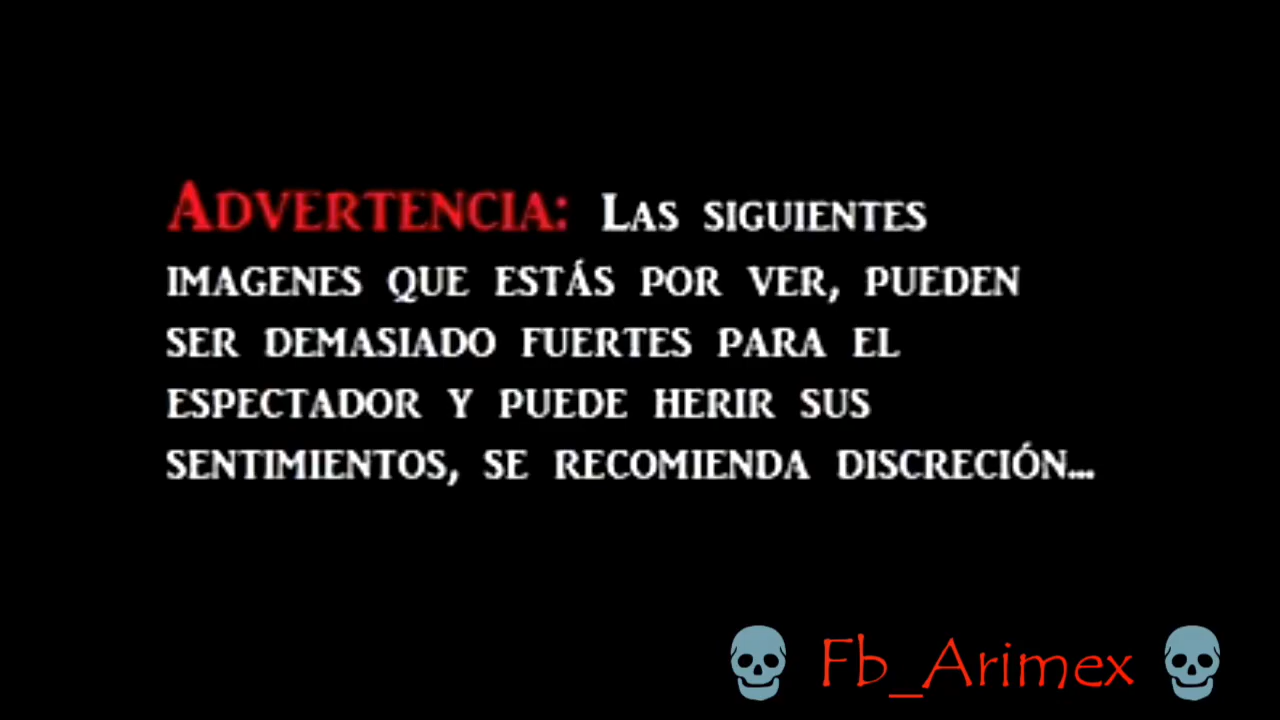 ADVERTENCIA: LAS SIGUIENTES
IMAGENES QUE ESTÁS POR VER, PUEDEN
SER DEMASIADO FUERTES PARA EL
ESPECTADOR Y PUEDE HERIR SUS
SENTIMIENTOS, SE RECOMIENDA DISCRECIÓN...
Fb_Arimex